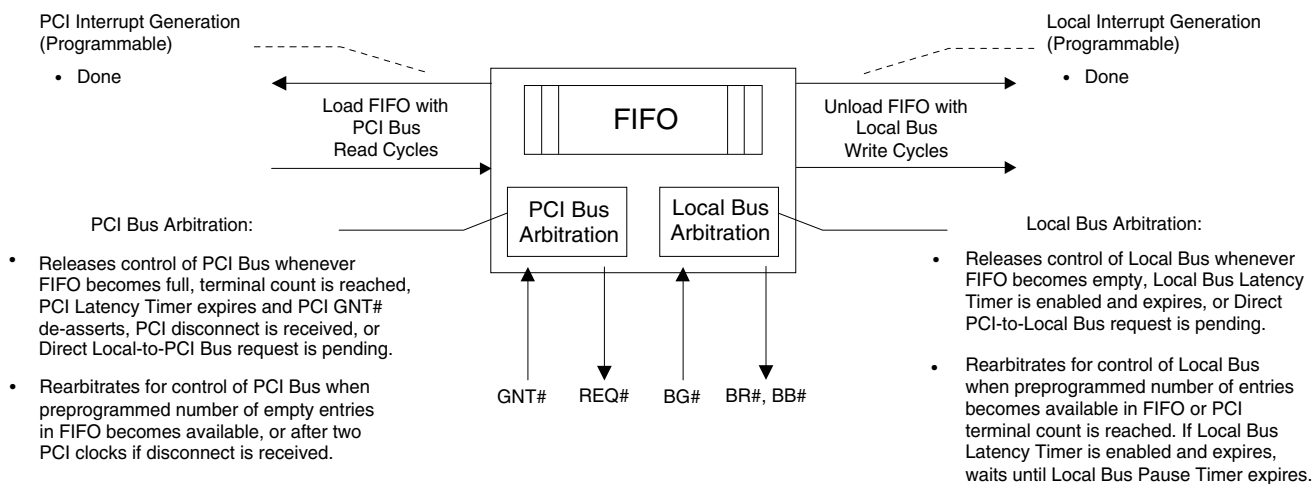 PCI Interrupt Generation
(Programmable)
• Done
Load FIFO with
PCI Bus
Read Cycles
FIFO
Unload FIFO with
Local Bus
Write Cycles
Local Interrupt Generation
(Programmable)
• Done
PCI Bus
Arbitration
Local Bus
Arbitration
GNT#
REQ#
BG#
BR#, BB#
PCI Bus Arbitration:
• Releases control of PCI Bus whenever
FIFO becomes full, terminal count is reached,
PCI Latency Timer expires and PCI GNT#
de-asserts, PCI disconnect is received, or
Direct Local-to-PCI Bus request is pending.
• Rearbitrates for control of PCI Bus when
preprogrammed number of empty entries
in FIFO becomes available, or after two
PCI clocks if disconnect is received.
Local Bus Arbitration:
• Releases control of Local Bus whenever
FIFO becomes empty, Local Bus Latency
Timer is enabled and expires, or Direct
PCI-to-Local Bus request is pending.
• Rearbitrates for control of Local Bus
when preprogrammed number of entries
becomes available in FIFO or PCI
terminal count is reached. If Local Bus
Latency Timer is enabled and expires,
waits until Local Bus Pause Timer expires.